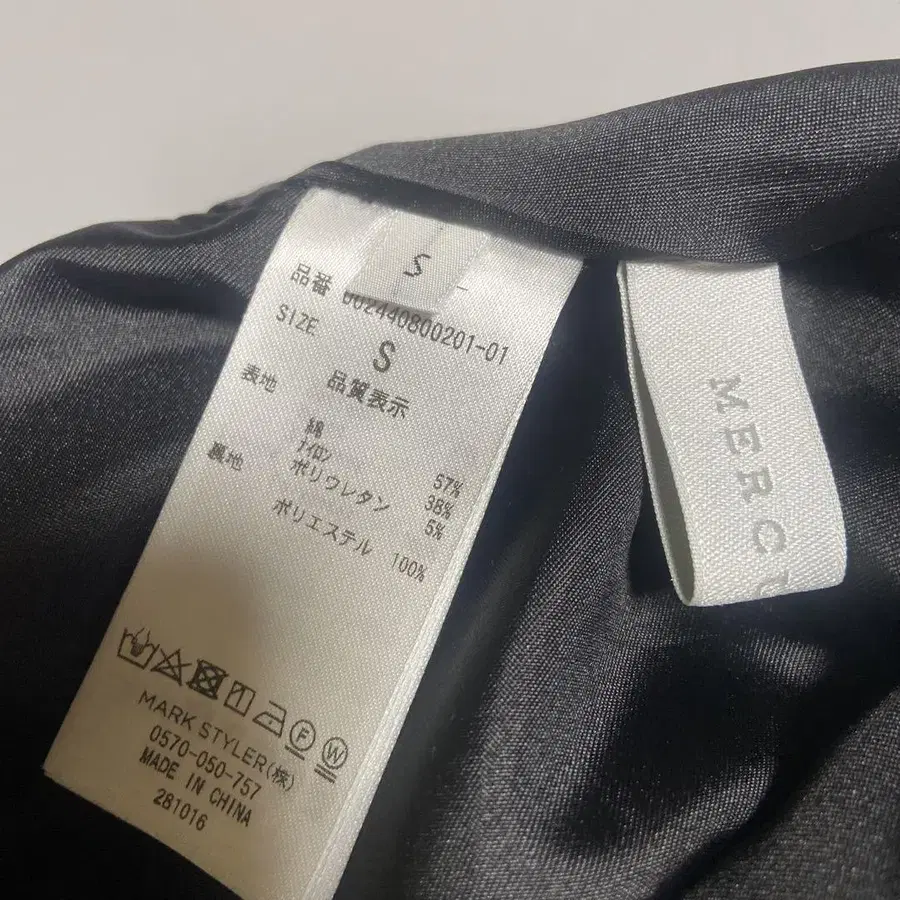 S
品番 002440800201-01
SIZE S
品質表示
表地 綿 57%
ナイロン 38%
ポリウレタン 5%
裏地 ポリエステル 100%
MARK STYLER(株)
0570-050-757
MADE IN CHINA
281016
MERCU